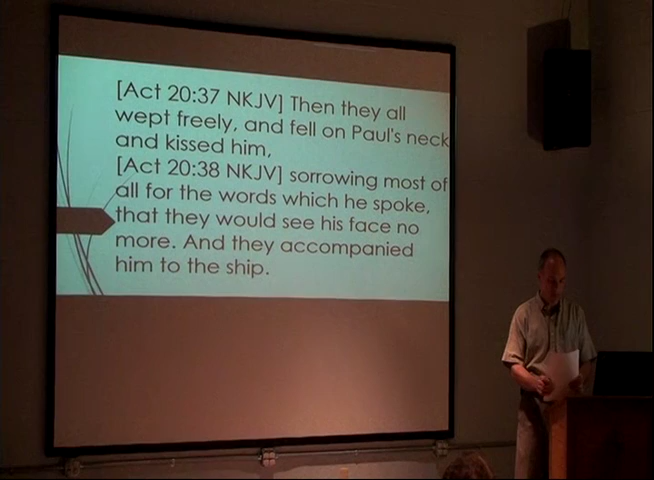 [Act 20:37 NKJV] Then they all
wept freely, and fell on Paul's neck
and kissed him,
[Act 20:38 NKJV] sorrowing most of
all for the words which he spoke,
that they would see his face no
more. And they accompanied
him to the ship.